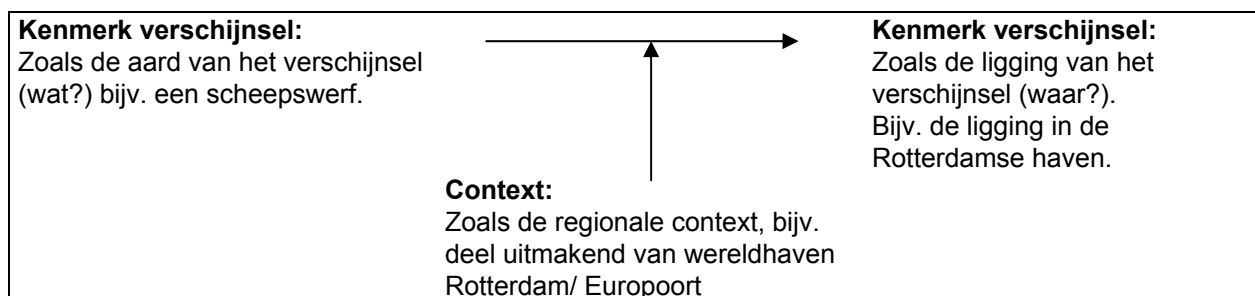 Kenmerk verschijnsel:
Zoals de aard van het verschijnsel
(wat?) bijv. een scheepswerf.
Kenmerk verschijnsel:
Zoals de ligging van het
verschijnsel (waar?).
Bijv. de ligging in de
Rotterdamse haven.
Context:
Zoals de regionale context, bijv.
deel uitmakend van wereldhaven
Rotterdam/ Europoort